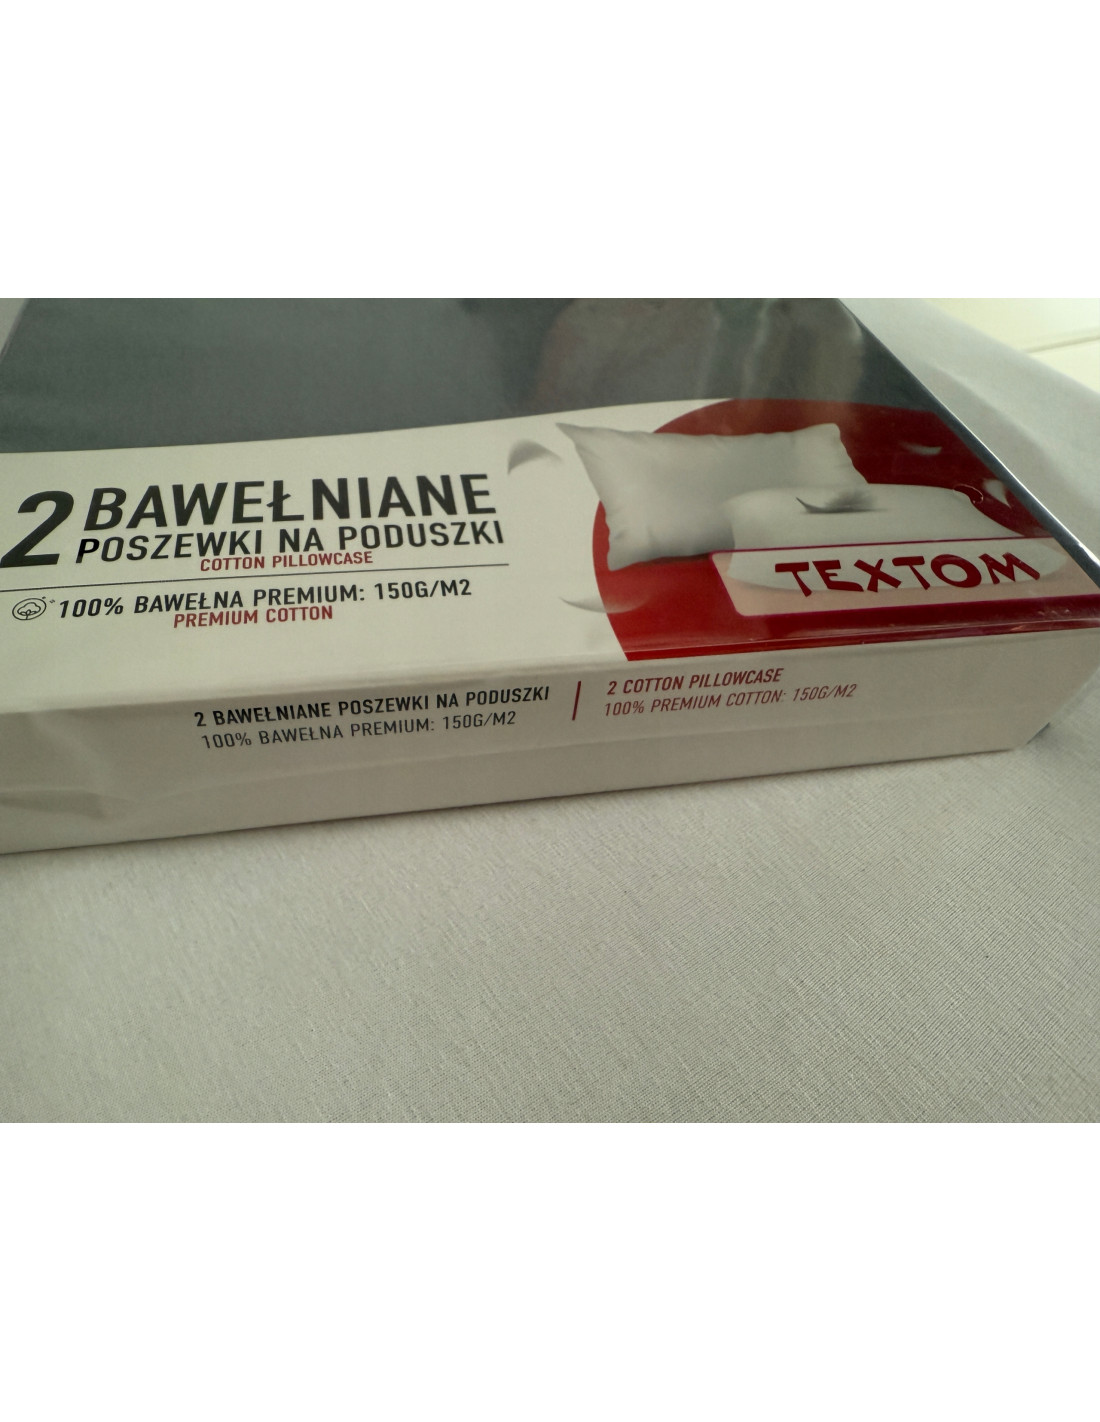 2 BAWEŁNIANE
POSZEWKI NA PODUSZKI
COTTON PILLOWCASE
100% BAWEŁNA PREMIUM: 150G/M2
PREMIUM COTTON
TEXTOM
2 BAWEŁNIANE POSZEWKI NA PODUSZKI
100% BAWEŁNA PREMIUM: 150G/M2
2 COTTON PILLOWCASE
100% PREMIUM COTTON: 150G/M2